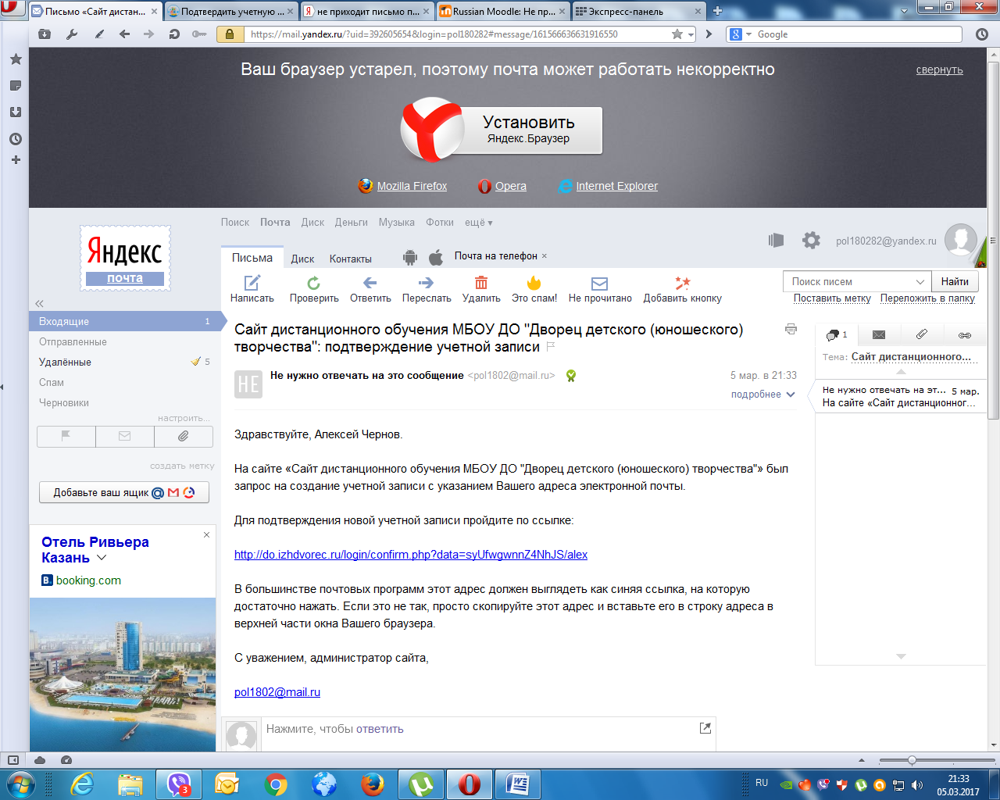 Письмо «Сайт дистан...
Подтвердить учетную ...
не приходит письмо п...
Russian Moodle: Не пр...
Экспресс-панель
https://mail.yandex.ru/?uid=392605654&login=pol180282#message/161566636631916550
Google
Ваш браузер устарел, поэтому почта может работать некорректно
свернуть
Установить
Яндекс.Браузер
Mozilla Firefox
Opera
Internet Explorer
Поиск Почта Диск Деньги Музыка Фотки ещё
Яндекс
почта
pol180282@yandex.ru
Письма Диск Контакты Почта на телефон
Написать Проверить Ответить Переслать Удалить Это спам! Не прочитано Добавить кнопку
Поиск писем Найти
Поставить метку Переложить в папку
Входящие 1
Отправленные
Удалённые 5
Спам
Черновики
настроить...
создать метку
Добавьте ваш ящик
Отель Ривьера
Казань
B. booking.com
Сайт дистанционного обучения МБОУ ДО "Дворец детского (юношеского)
творчества": подтверждение учетной записи
НЕ
Не нужно отвечать на это сообщение <pol1802@mail.ru>
5 мар. в 21:33
подробнее
1
Тема: Сайт дистанционного...
Не нужно отвечать на эт... 5 мар.
На сайте «Сайт дистанционног...
Здравствуйте, Алексей Чернов.
На сайте «Сайт дистанционного обучения МБОУ ДО "Дворец детского (юношеского) творчества"» был
запрос на создание учетной записи с указанием Вашего адреса электронной почты.
Для подтверждения новой учетной записи пройдите по ссылке:
http://do.izhdvorec.ru/login/confirm.php?data=syUfwgwnnZ4NhJS/alex
В большинстве почтовых программ этот адрес должен выглядеть как синяя ссылка, на которую
достаточно нажать. Если это не так, просто скопируйте этот адрес и вставьте его в строку адреса в
верхней части окна Вашего браузера.
С уважением, администратор сайта,
pol1802@mail.ru
Нажмите, чтобы ответить
3
RU
21:33
05.03.2017